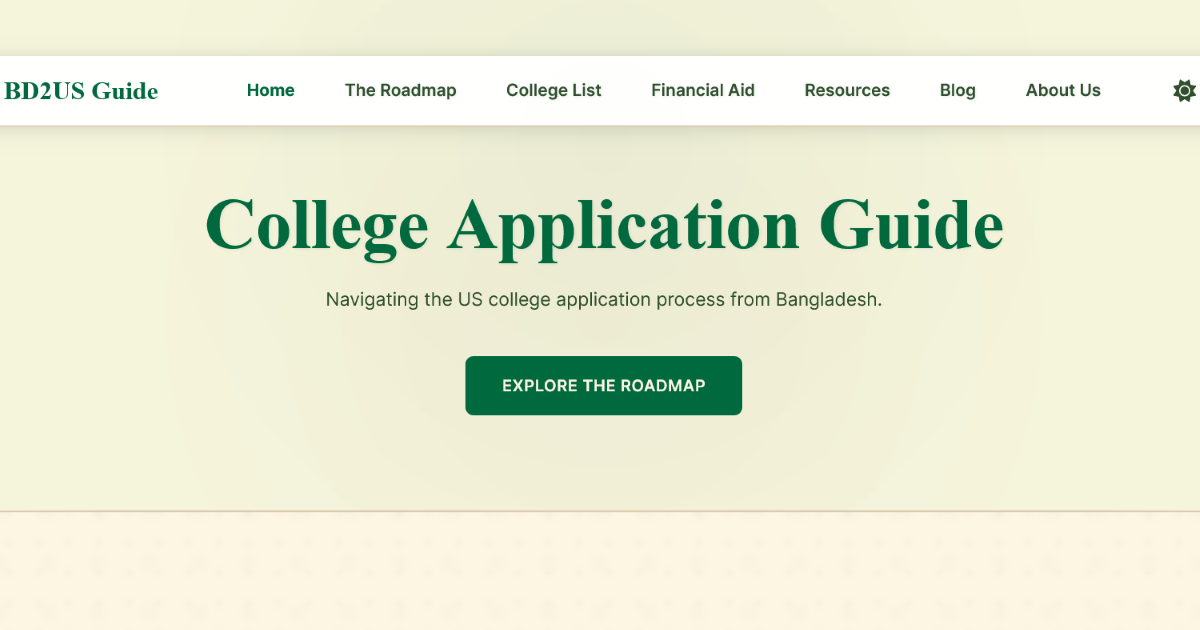 BD2US Guide Home The Roadmap College List Financial Aid Resources Blog About Us
College Application Guide
Navigating the US college application process from Bangladesh.
EXPLORE THE ROADMAP